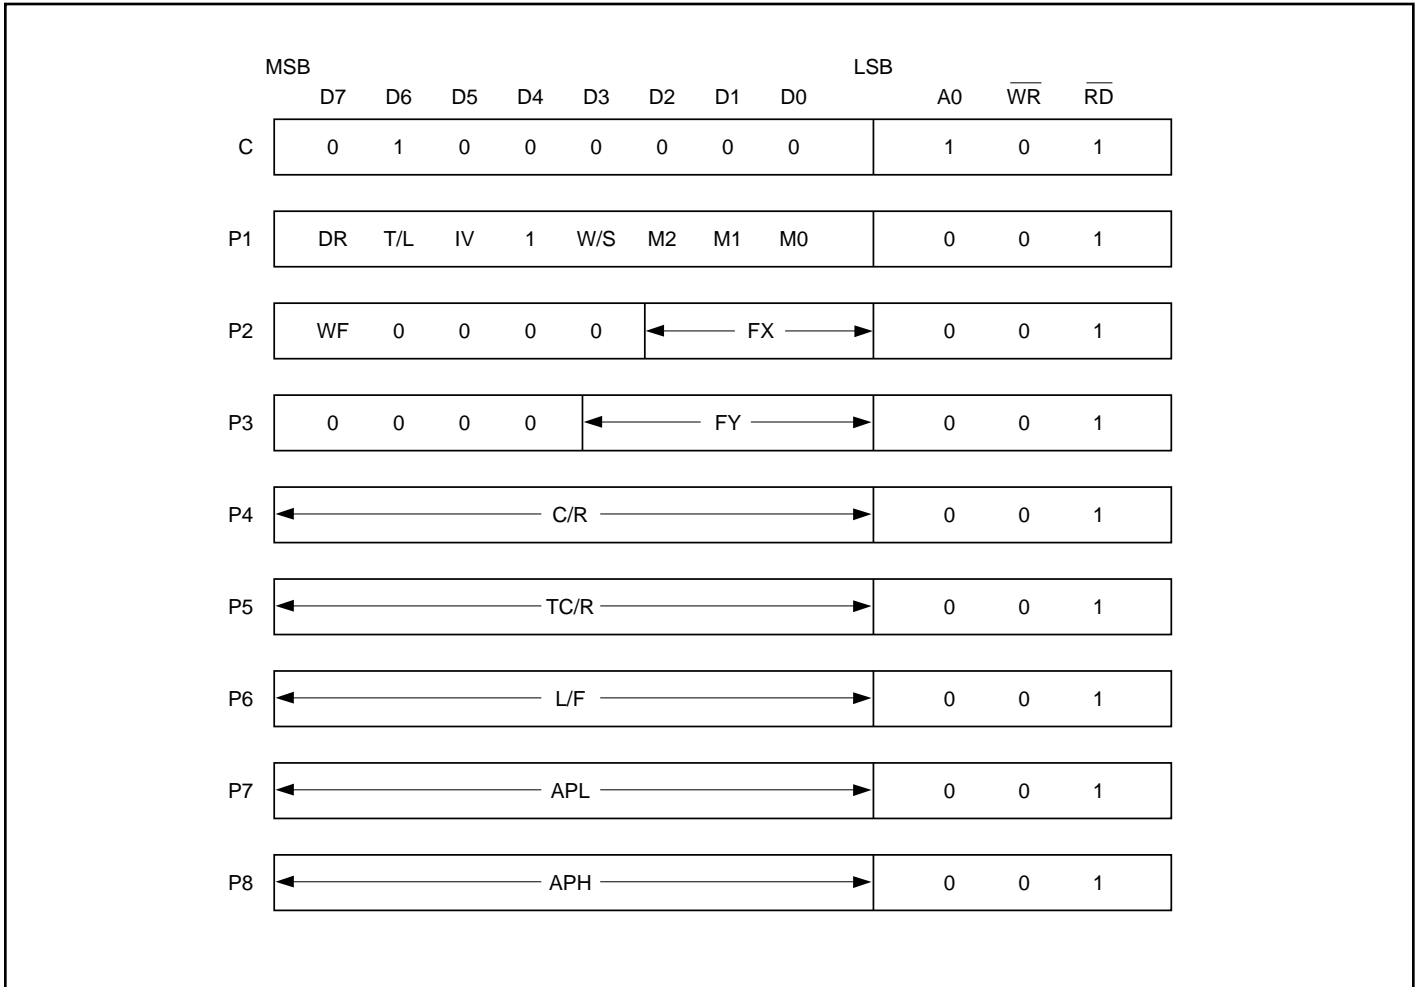 MSB LSB
D7 D6 D5 D4 D3 D2 D1 D0 A0 W̅R̅ R̅D̅
C 0 1 0 0 0 0 0 0 1 0 1
P1 DR T/L IV 1 W/S M2 M1 M0 0 0 1
P2 WF 0 0 0 0 FX 0 0 1
P3 0 0 0 0 FY 0 0 1
P4 C/R 0 0 1
P5 TC/R 0 0 1
P6 L/F 0 0 1
P7 APL 0 0 1
P8 APH 0 0 1